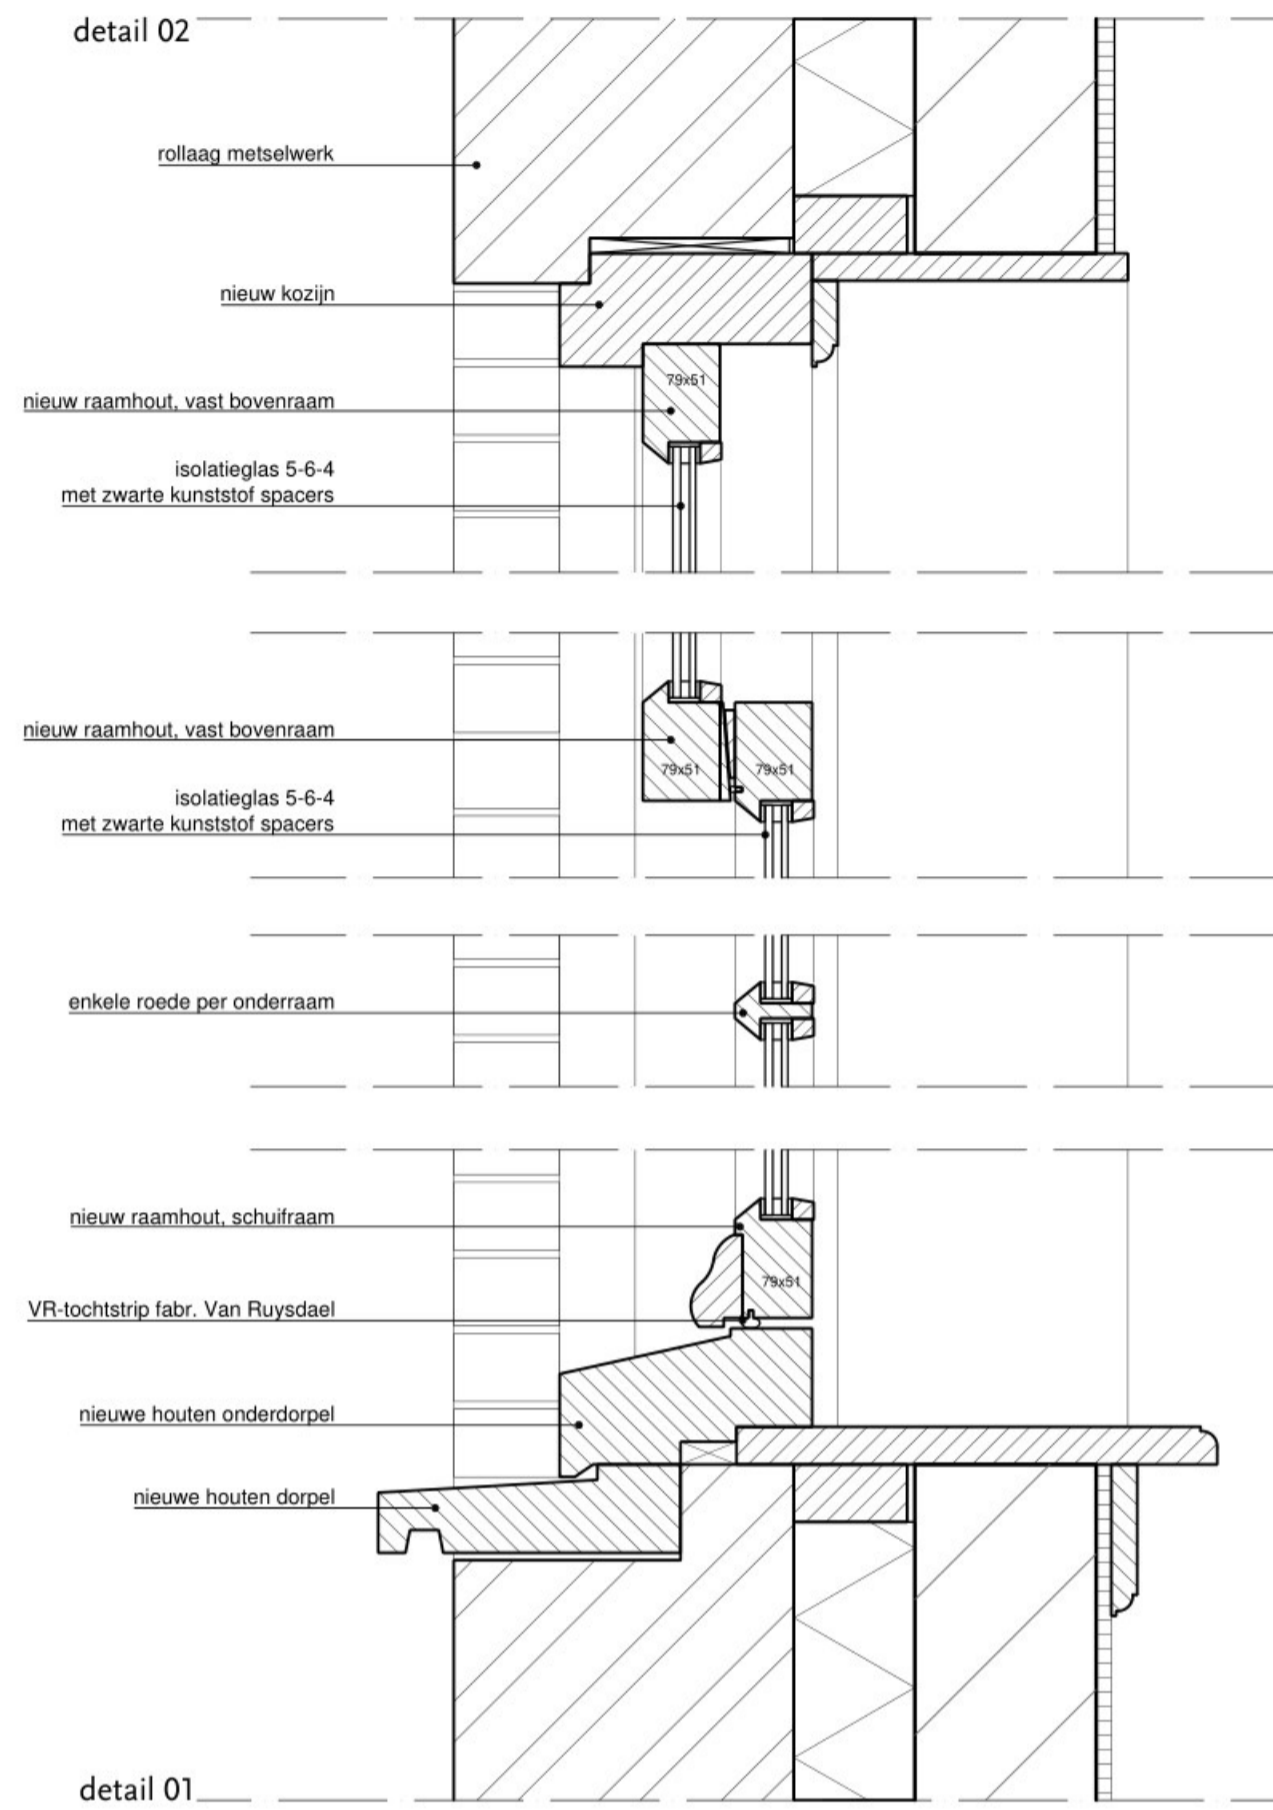 detail 02
rollaag metselwerk
nieuw kozijn
79x51
nieuw raamhout, vast bovenraam
isolatieglas 5-6-4
met zwarte kunststof spacers
nieuw raamhout, vast bovenraam
79x51
79x51
isolatieglas 5-6-4
met zwarte kunststof spacers
enkele roede per onderraam
nieuw raamhout, schuifraam
79x51
VR-tochtstrip fabr. Van Ruysdael
nieuwe houten onderdorpel
nieuwe houten dorpel
detail 01